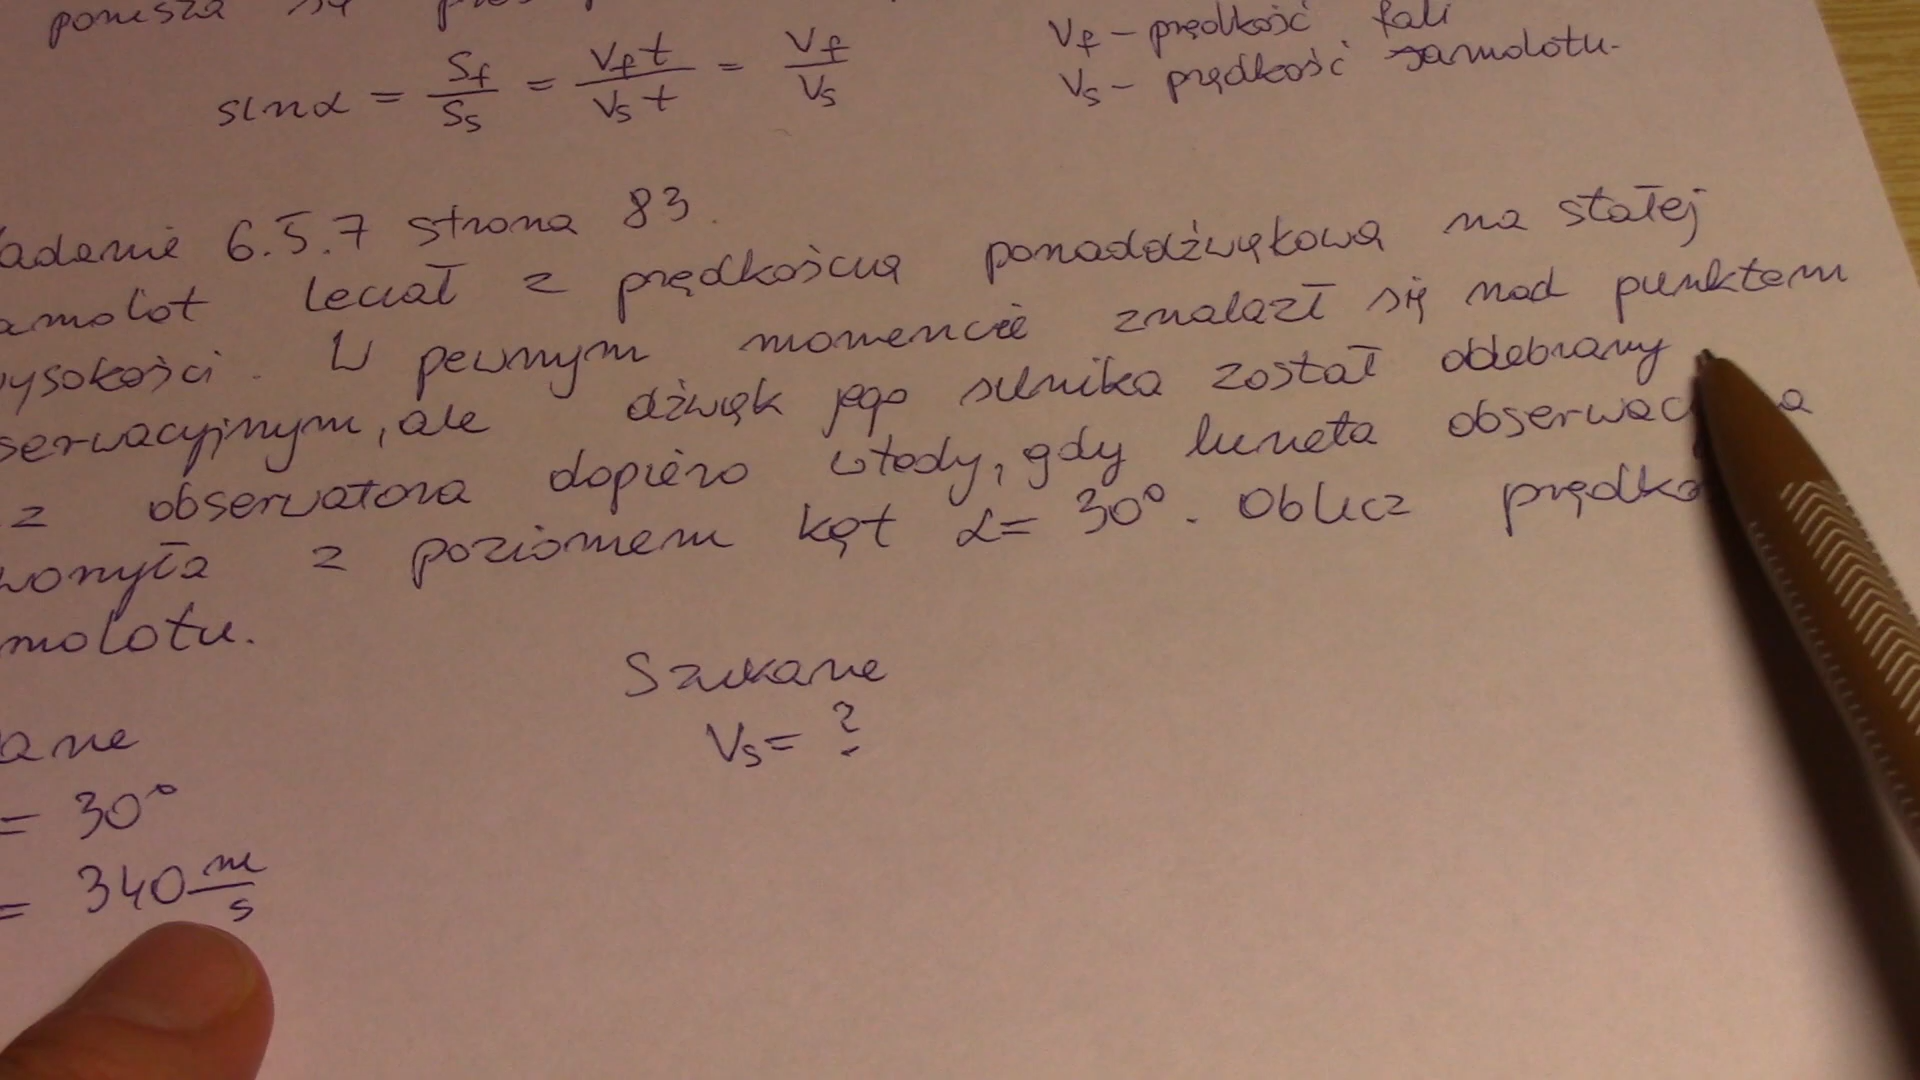 sinα = Sf/Ss = Vf t/Vs t = Vf/Vs
Vf – prędkość fali
Vs – prędkość samolotu.
adanie 6.5.7 strona 83.
amolot leciał z prędkością ponaddźwiękową na stałej
ysokości. W pewnym momencie znalazł się nad punktem
serwacyjnym, ale dźwięk jego silnika został odebrany
z obserwatora dopiero wtedy, gdy luneta obserwac a
worzyła z poziomem kąt α = 30°. Oblicz prędko
molotu.
ane
Szukane
= 30°
Vs = ?
= 340 m/s